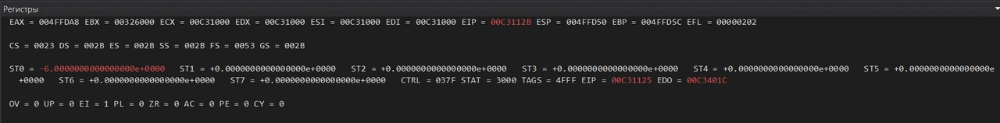 Регистры
EAX = 004FFDA8 EBX = 00326000 ECX = 00C31000 EDX = 00C31000 ESI = 00C31000 EDI = 00C31000 EIP = 00C3112B ESP = 004FFD50 EBP = 004FFD5C EFL = 00000202
CS = 0023 DS = 002B ES = 002B SS = 002B FS = 0053 GS = 002B
ST0 = -6.0000000000000000e+0000 ST1 = +0.0000000000000000e+0000 ST2 = +0.0000000000000000e+0000 ST3 = +0.0000000000000000e+0000 ST4 = +0.0000000000000000e+0000 ST5 = +0.0000000000000000e
+0000 ST6 = +0.0000000000000000e+0000 ST7 = +0.0000000000000000e+0000 CTRL = 037F STAT = 3000 TAGS = 4FFF EIP = 00C31125 EDO = 00C3401C
OV = 0 UP = 0 EI = 1 PL = 0 ZR = 0 AC = 0 PE = 0 CY = 0